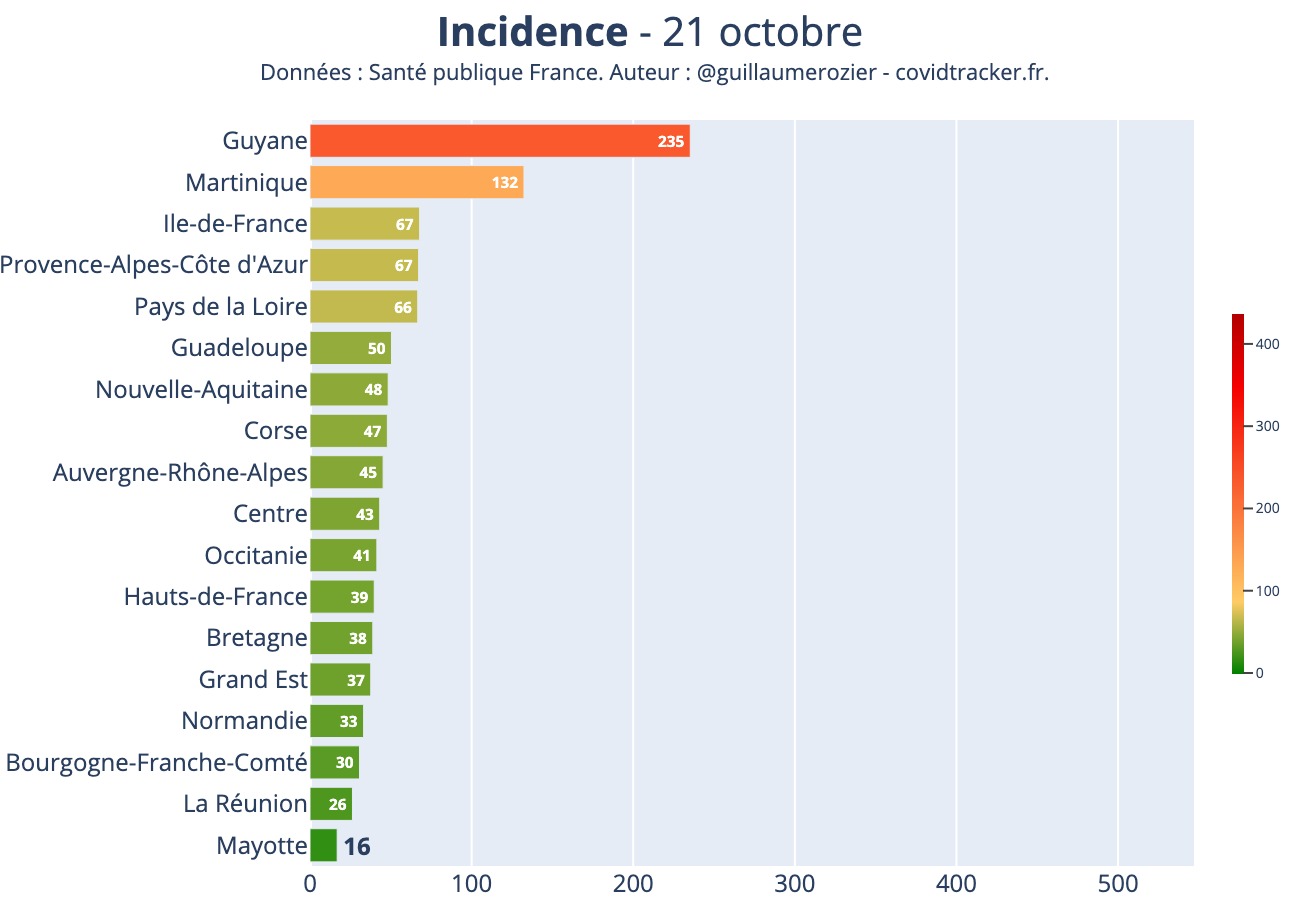 Incidence - 21 octobre
Données : Santé publique France. Auteur : @guillaumerozier - covidtracker.fr.
Guyane 235
Martinique 132
Ile-de-France 67
Provence-Alpes-Côte d'Azur 67
Pays de la Loire 66
Guadeloupe 50
Nouvelle-Aquitaine 48
Corse 47
Auvergne-Rhône-Alpes 45
Centre 43
Occitanie 41
Hauts-de-France 39
Bretagne 38
Grand Est 37
Normandie 33
Bourgogne-Franche-Comté 30
La Réunion 26
Mayotte 16
0 100 200 300 400 500
400
300
200
100
0